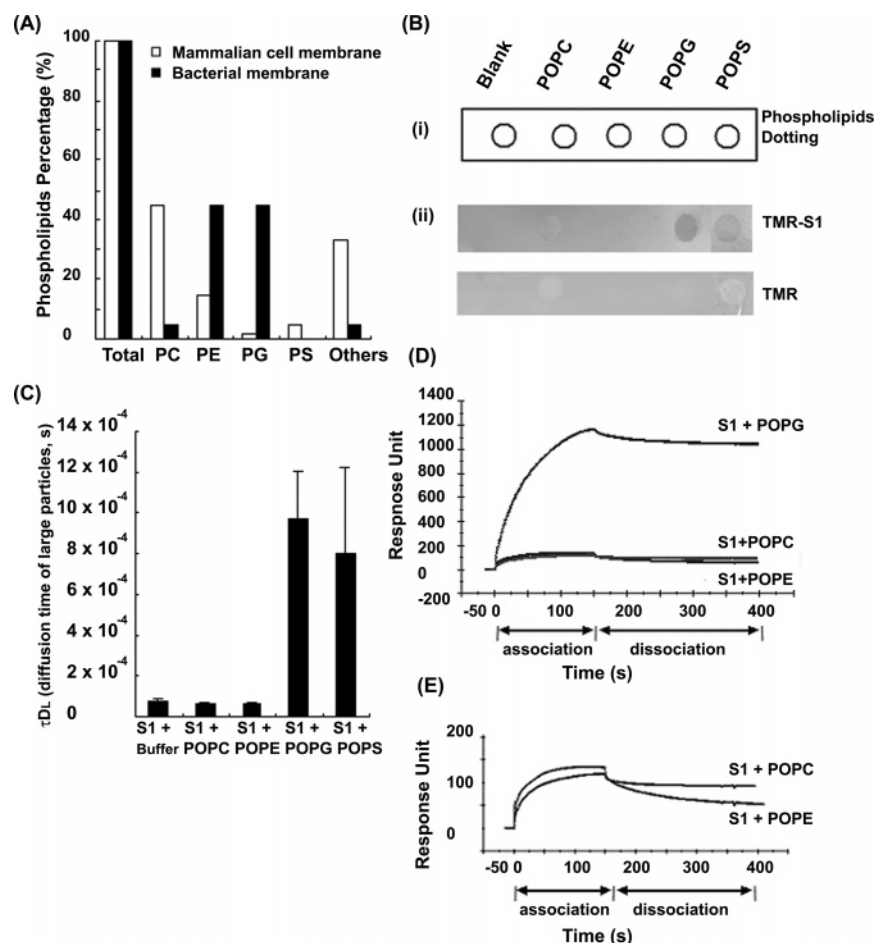 (A)
Phospholipids Percentage (%)
100
80
60
40
20
0
Mammalian cell membrane
Bacterial membrane
Total PC PE PG PS Others
(B)
Blank POPC POPE POPG POPS
(i)
Phospholipids
Dotting
(ii)
TMR-S1
TMR
(C)
τDL (diffusion time of large particles, s)
14 x 10-4
12 x 10-4
10 x 10-4
8 x 10-4
6 x 10-4
4 x 10-4
2 x 10-4
0
S1 + S1 + S1 + S1 + S1 +
Buffer POPC POPE POPG POPS
(D)
Respnose Unit
1400
1200
1000
800
600
400
200
0
-200
S1 + POPG
S1+POPC
S1+POPE
-50 0 100 200 300 400
association dissociation
Time (s)
(E)
Response Unit
200
100
0
S1 + POPC
S1 + POPE
-50 0 100 200 300 400
association dissociation
Time (s)